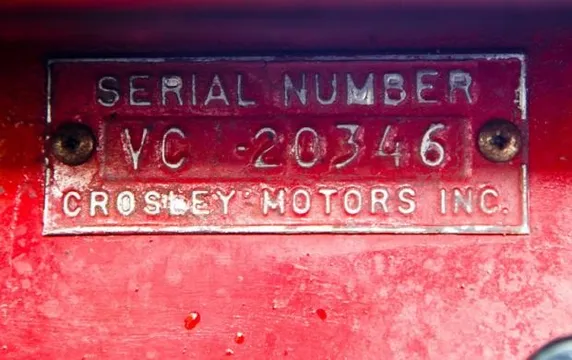 SERIAL NUMBER
VC -20346
CROSLEY MOTORS INC.